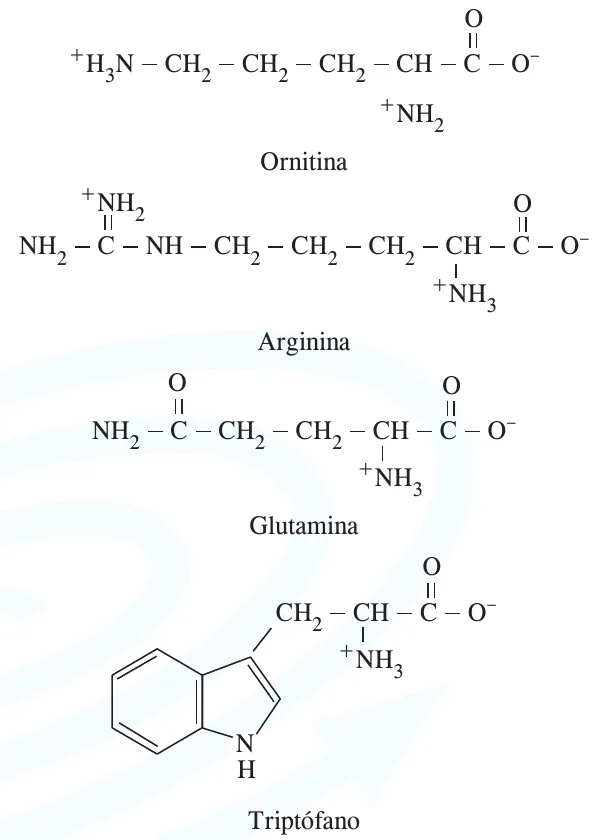 O
⁺H₃N – CH₂ – CH₂ – CH₂ – CH – C – O⁻
⁺NH₂
Ornitina
⁺NH₂ O
NH₂ – C – NH – CH₂ – CH₂ – CH₂ – CH – C – O⁻
⁺NH₃
Arginina
O O
NH₂ – C – CH₂ – CH₂ – CH – C – O⁻
⁺NH₃
Glutamina
O
CH₂ – CH – C – O⁻
⁺NH₃
N
H
Triptófano